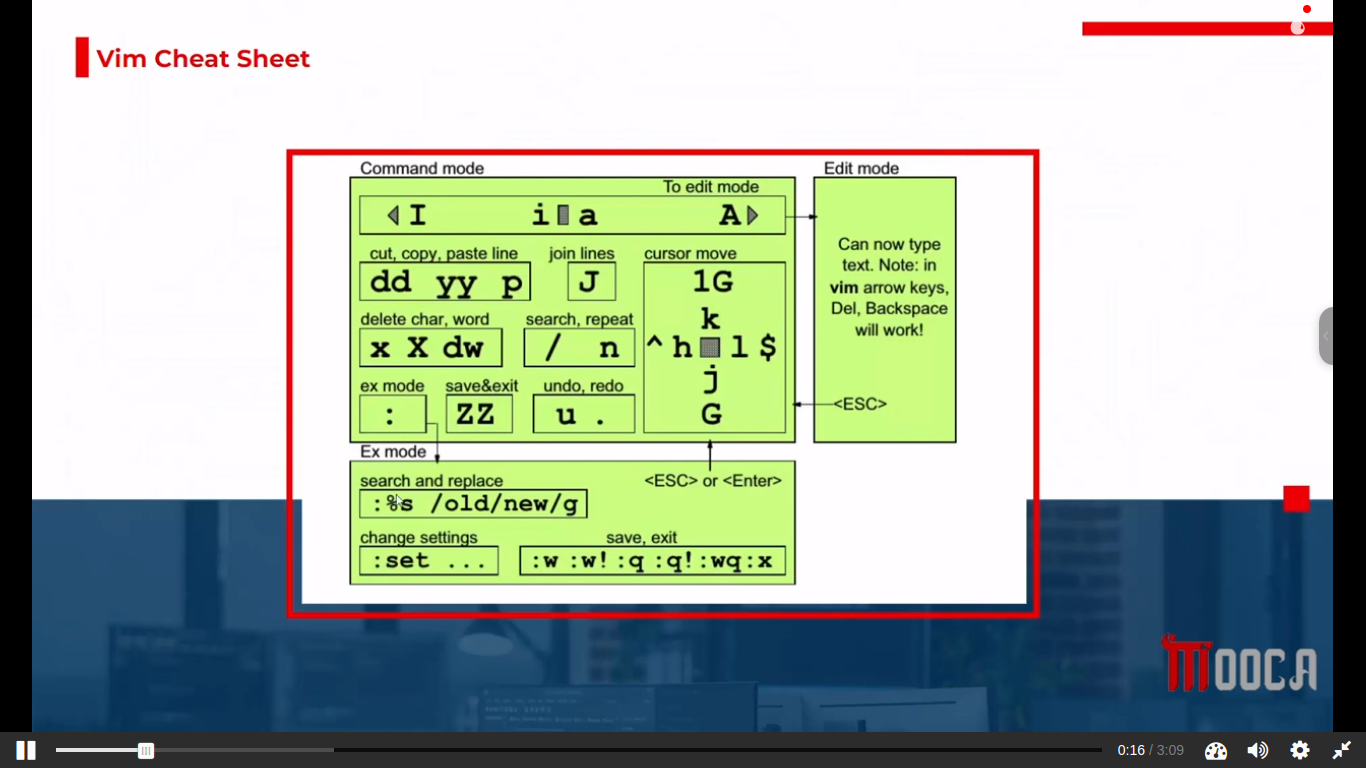 Vim Cheat Sheet
Command mode
To edit mode
I i a A
cut, copy, paste line
dd yy p
join lines
J
cursor move
1G
k
^ h l $
j
G
delete char, word
x X dw
search, repeat
/ n
ex mode
:
save&exit
ZZ
undo, redo
u .
Edit mode
Can now type
text. Note: in
vim arrow keys,
Del, Backspace
will work!
<ESC>
Ex mode
search and replace
:%s /old/new/g
<ESC> or <Enter>
change settings
:set ...
save, exit
:w :w! :q :q! :wq:x
MOOCA
0:16 / 3:09